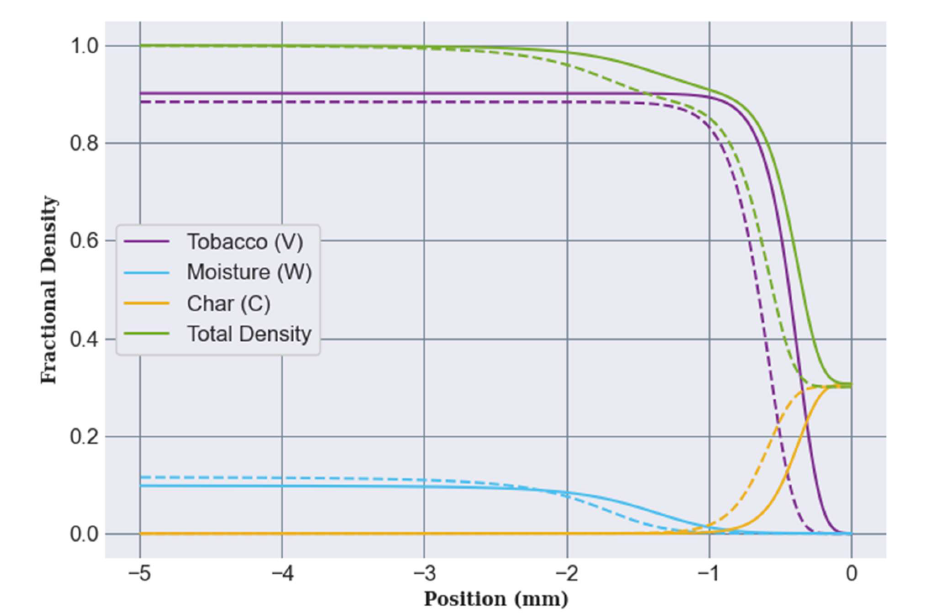 1.0
0.8
0.6
0.4
0.2
0.0
Fractional Density
Tobacco (V)
Moisture (W)
Char (C)
Total Density
−5 −4 −3 −2 −1 0
Position (mm)